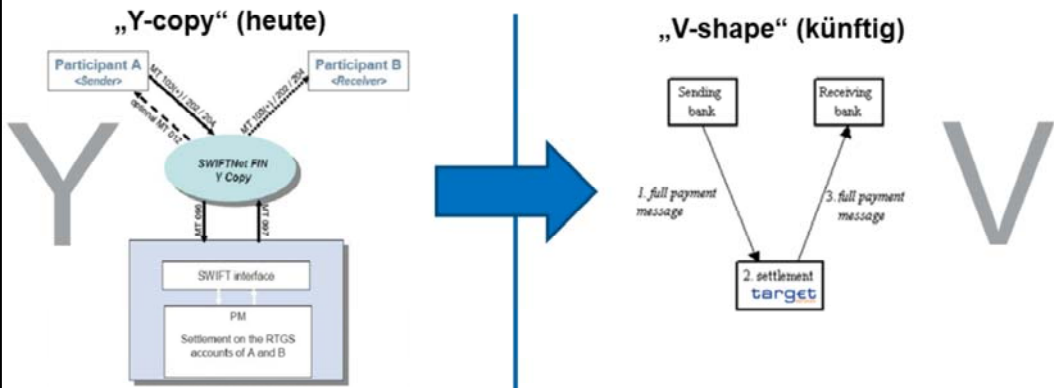 „Y-copy“ (heute)
Participant A
<Sender>
Participant B
<Receiver>
MT 103(+) / 202 / 204
optional MT 012
MT 103(+) / 202 / 204
SWIFTNet FIN
Y Copy
MT 096
MT 097
SWIFT interface
PM
Settlement on the RTGS
accounts of A and B
Y
„V-shape“ (künftig)
Sending
bank
Receiving
bank
1. full payment
message
3. full payment
message
2. settlement
target
V